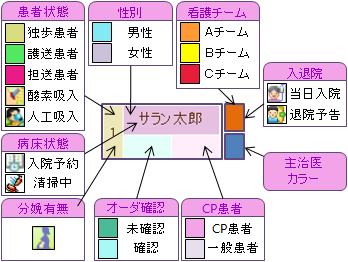 患者状態
独歩患者
護送患者
担送患者
酸素吸入
人工吸入
性別
男性
女性
看護チーム
Aチーム
Bチーム
Cチーム
入退院
当日入院
退院予告
1
サラン太郎
病床状態
入院予約
清掃中
主治医
カラー
分娩有無
オーダ確認
未確認
確認
CP患者
CP患者
一般患者